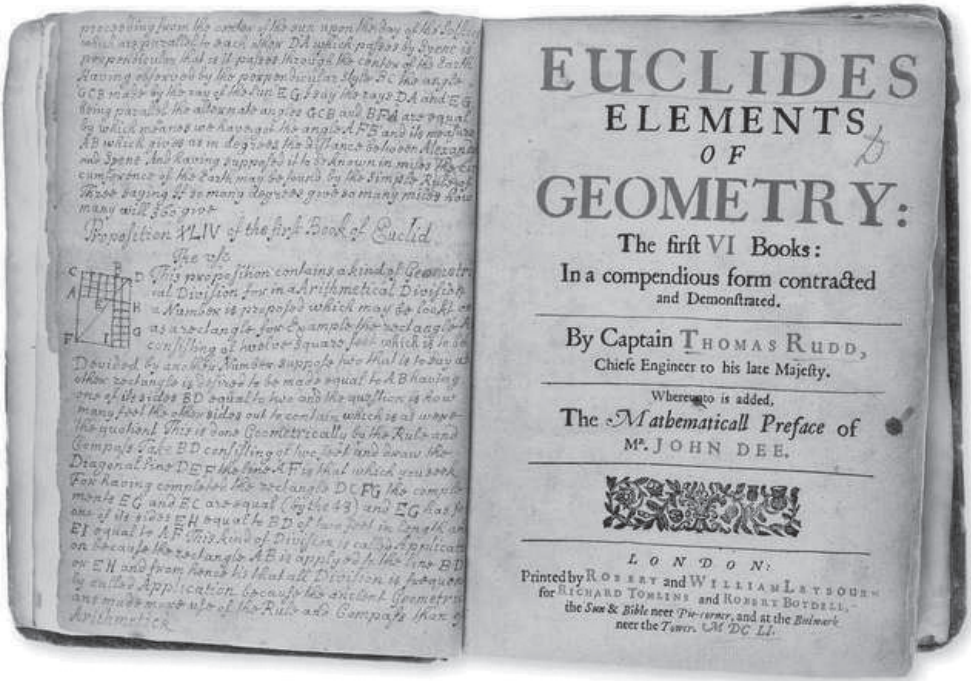 proceeding from the center of the sun upon the day of the Solstice
which are parallel to each other DA which passes by Syene is
perpendicular that is it passes through the center of the Earth
Having observed by the perpendicular style BC the angle
GCB made by the ray of the sun EG I say the rays DA and EG
being parallel the alternate angles GCB and BFA are equal
by which meanes we have got the angle AFB and its measure
AB which gives us in degrees the distance between Alexan
and Syene And having supposed it to be known in miles the Cir
cumference of the Earth may be found by the simple Rule of
Three saying If so many degrees give so many miles how
many will 360 give
Proposition XLIV of the first Book of Euclid
The use
C D
A
E H
G
F I
This proposition contains a kind of Geometri
cal Division for in a Arithmetical Division
a Number is proposed which may be lookt on
as a rectangle for Example the rectangle A
consisting of twelve square feet which is to be
Devided by another Number suppose two that is to say a
other rectangle is desired to be made equal to AB having
one of its sides BD equal to two and the question is how
many feet the other sides out to contain which is as were
the quotient This is done Geometrically by the Rule and
Compass Take BD consisting of two feet and draw the
Diagonal line DEF the line AF is that which you seek
For having completed the rectangle DCFG the comple
ments EG and EC are equal (by the 43) and EG has for
one of its sides EH equal to BD of two feet in length and
EI equal to AF This kind of Division is called Applicati
on because the rectangle AB is applyed to the line BD
or EH and from hence is that all Division is frequen
ly called Application because the ancient Geometri
ans made more use of the Rule and Compass than of
Arithmetick
EUCLIDES
ELEMENTS
OF
GEOMETRY:
The firſt VI Books:
In a compendious form contracted
and Demonſtrated.
By Captain THOMAS RUDD,
Chiefe Engineer to his late Majeſty.
Whereunto is added,
The Mathematicall Preface of
Mr. JOHN DEE.
LONDON:
Printed by ROBERT and WILLIAM LEYBOURN
for RICHARD TOMLINS and ROBERT BOYDELL,
the Sun & Bible neer Pie-corner, and at the Bulwark
neer the Tower. M DC LI.